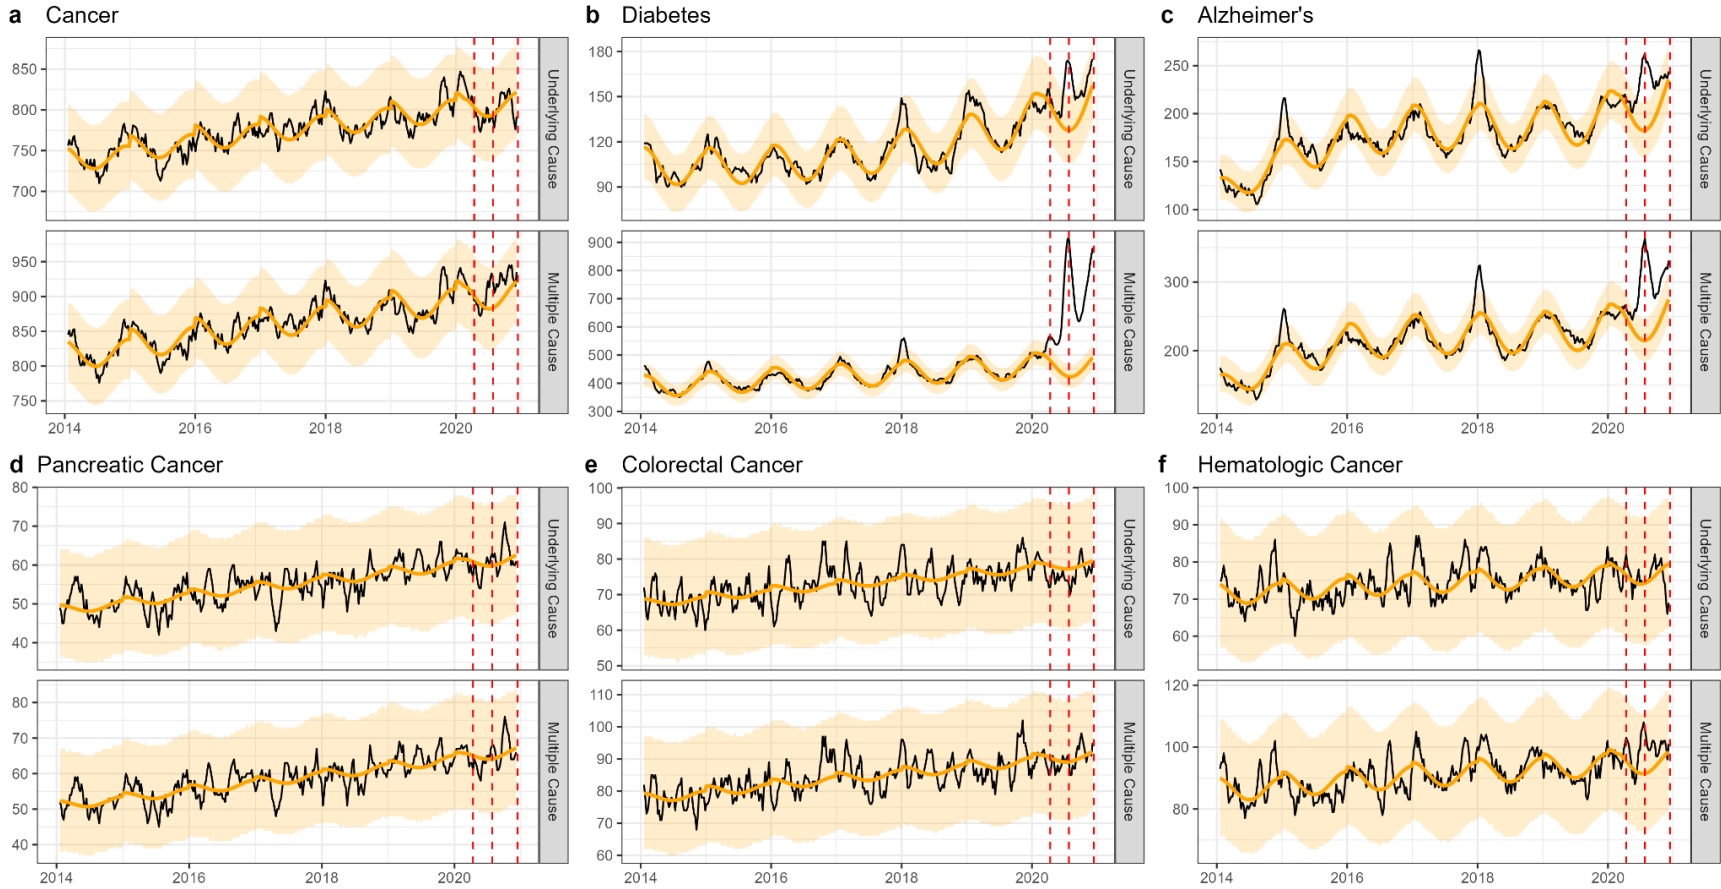 a Cancer
850
800
750
700
Underlying Cause
950
900
850
800
750
Multiple Cause
2014 2016 2018 2020
b Diabetes
180
150
120
90
Underlying Cause
900
800
700
600
500
400
300
Multiple Cause
2014 2016 2018 2020
c Alzheimer's
250
200
150
100
Underlying Cause
300
200
Multiple Cause
2014 2016 2018 2020
d Pancreatic Cancer
80
70
60
50
40
Underlying Cause
80
70
60
50
40
Multiple Cause
2014 2016 2018 2020
e Colorectal Cancer
100
90
80
70
60
50
Underlying Cause
110
100
90
80
70
60
Multiple Cause
2014 2016 2018 2020
f Hematologic Cancer
100
90
80
70
60
Underlying Cause
120
100
80
Multiple Cause
2014 2016 2018 2020